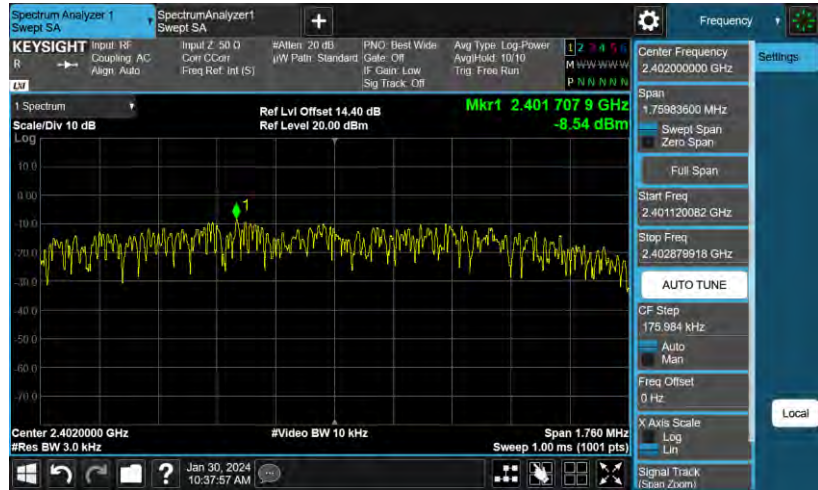 Spectrum Analyzer 1
Swept SA
SpectrumAnalyzer1
Swept SA
Frequency
KEYSIGHT
R
LXI
Input: RF
Coupling: AC
Align: Auto
Input Z: 50 Ω
Corr CCorr
Freq Ref: Int (S)
#Atten: 20 dB
µW Path: Standard
PNO: Best Wide
Gate: Off
IF Gain: Low
Sig Track: Off
Avg Type: Log-Power
Avg|Hold: 10/10
Trig: Free Run
1 2 3 4 5 6
M W W W W W
P N N N N N
1 Spectrum
Scale/Div 10 dB
Log
Ref Lvl Offset 14.40 dB
Ref Level 20.00 dBm
Mkr1 2.401 707 9 GHz
-8.54 dBm
10.0
0.00
-10.0
-20.0
-30.0
-40.0
-50.0
-60.0
-70.0
1
Center 2.4020000 GHz
#Res BW 3.0 kHz
#Video BW 10 kHz
Span 1.760 MHz
Sweep 1.00 ms (1001 pts)
Jan 30, 2024
10:37:57 AM
Center Frequency
2.402000000 GHz
Span
1.75983600 MHz
Swept Span
Zero Span
Full Span
Start Freq
2.401120082 GHz
Stop Freq
2.402879918 GHz
AUTO TUNE
CF Step
175.984 kHz
Auto
Man
Freq Offset
0 Hz
X Axis Scale
Log
Lin
Signal Track
(Span Zoom)
Settings
Local